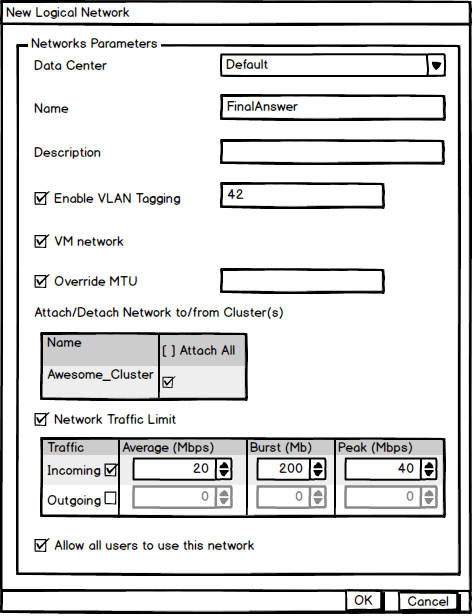 New Logical Network
Networks Parameters
Data Center Default
Name FinalAnswer
Description
Enable VLAN Tagging 42
VM network
Override MTU
Attach/Detach Network to/from Cluster(s)
Name [ ] Attach All
Awesome_Cluster
Network Traffic Limit
Traffic Average (Mbps) Burst (Mb) Peak (Mbps)
Incoming 20 200 40
Outgoing 0 0 0
Allow all users to use this network
OK Cancel